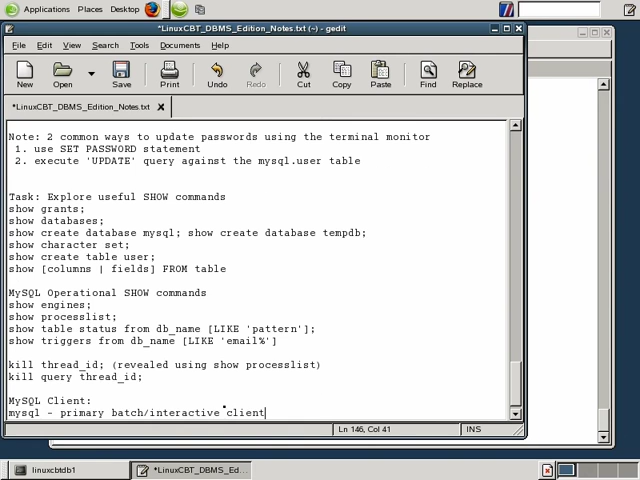 Applications Places Desktop
*LinuxCBT_DBMS_Edition_Notes.txt (~) - gedit
File Edit View Search Tools Documents Help
New Open Save Print Undo Redo Cut Copy Paste Find Replace
*LinuxCBT_DBMS_Edition_Notes.txt
Note: 2 common ways to update passwords using the terminal monitor
1. use SET PASSWORD statement
2. execute 'UPDATE' query against the mysql.user table
Task: Explore useful SHOW commands
show grants;
show databases;
show create database mysql; show create database tempdb;
show character set;
show create table user;
show [columns | fields] FROM table
MySQL Operational SHOW commands
show engines;
show processlist;
show table status from db_name [LIKE 'pattern'];
show triggers from db_name [LIKE 'email%']
kill thread_id; (revealed using show processlist)
kill query thread_id;
MySQL Client:
mysql - primary batch/interactive client
Ln 146, Col 41 INS
linuxcbtdb1 *LinuxCBT_DBMS_Ed...